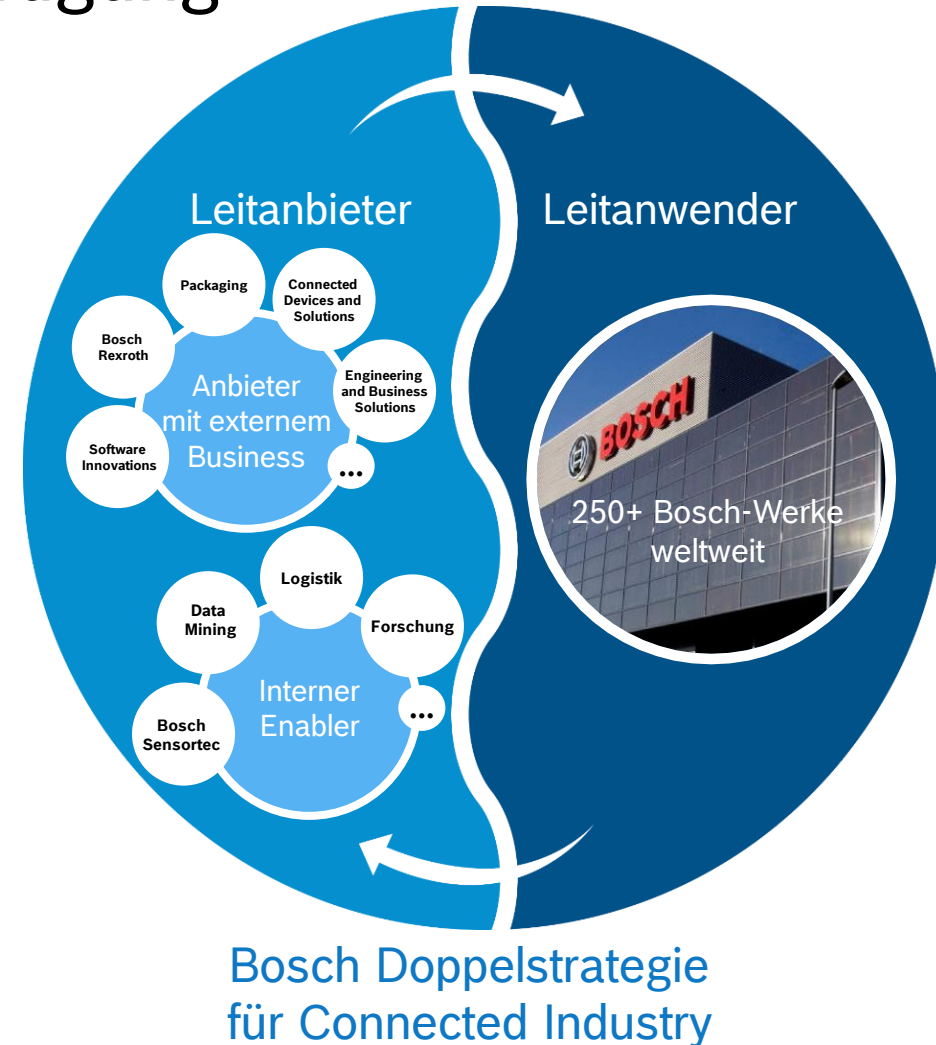 Leitanbieter
Leitanwender
Packaging
Connected
Devices and
Solutions
Bosch
Rexroth
Engineering
and Business
Solutions
Software
Innovations
...
Anbieter
mit externem
Business
Logistik
Data
Mining
Forschung
Bosch
Sensortec
...
Interner
Enabler
BOSCH
250+ Bosch-Werke
weltweit
Bosch Doppelstrategie
für Connected Industry